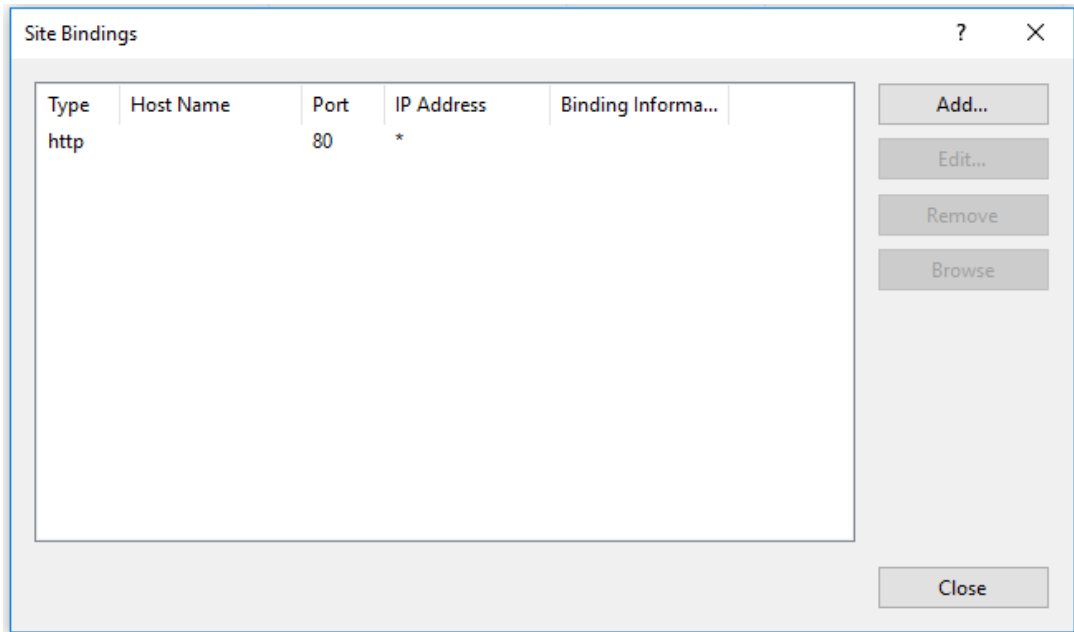 Site Bindings
Type Host Name Port IP Address Binding Informa...
http 80 *
Add...
Edit...
Remove
Browse
Close